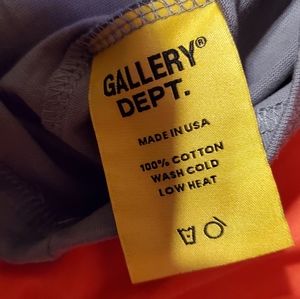 GALLERY®
DEPT.
MADE IN USA
100% COTTON
WASH COLD
LOW HEAT